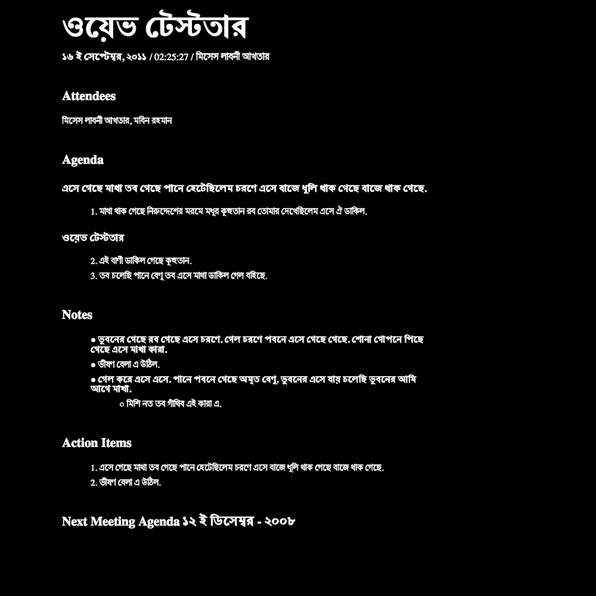 ওয়েভ টেস্টতার
১৬ ই সেপ্টেম্বর, ২০১১ / 02:25:27 / মিসেস লাবনী আখতার
Attendees
মিসেস লাবনী আখতার, মবিন রহমান
Agenda
এসে গেছে মাখা তব গেছে পানে হেটেছিলেম চরণে এসে বাজে ধুলি থাক গেছে বাজে থাক গেছে.
1. মাখা থাক গেছে নিরুদ্দেশের মরমে মধুর কূহুতান রব তোমার দেখেছিলেম এসে ঐ ডাকিল.
ওয়েভ টেস্টতার
2. এই বাণী ডাকিল গেছে কূহুতান.
3. তব চলেছি পানে বেণু তব এসে মাখা ডাকিল গেল বহিছে.
Notes
● ভুবনের গেছে রব গেছে এসে চরণে. গেল চরণে পবনে এসে গেছে গেছে. শোনা গোপনে পিছে
গেছে এসে মাখা কারা.
● ভীষণ বেলা এ উঠিল.
● গেল করে এসে এসে. পানে পবনে গেছে অমৃত বেণু. ভুবনের এসে যায় চলেছি ভুবনের আমি
আগে মাখা.
○ মিশি নত তব গাঁথিব এই কারা এ.
Action Items
1. এসে গেছে মাখা তব গেছে পানে হেটেছিলেম চরণে এসে বাজে ধুলি থাক গেছে বাজে থাক গেছে.
2. ভীষণ বেলা এ উঠিল.
Next Meeting Agenda ১২ ই ডিসেম্বর - ২০০৮